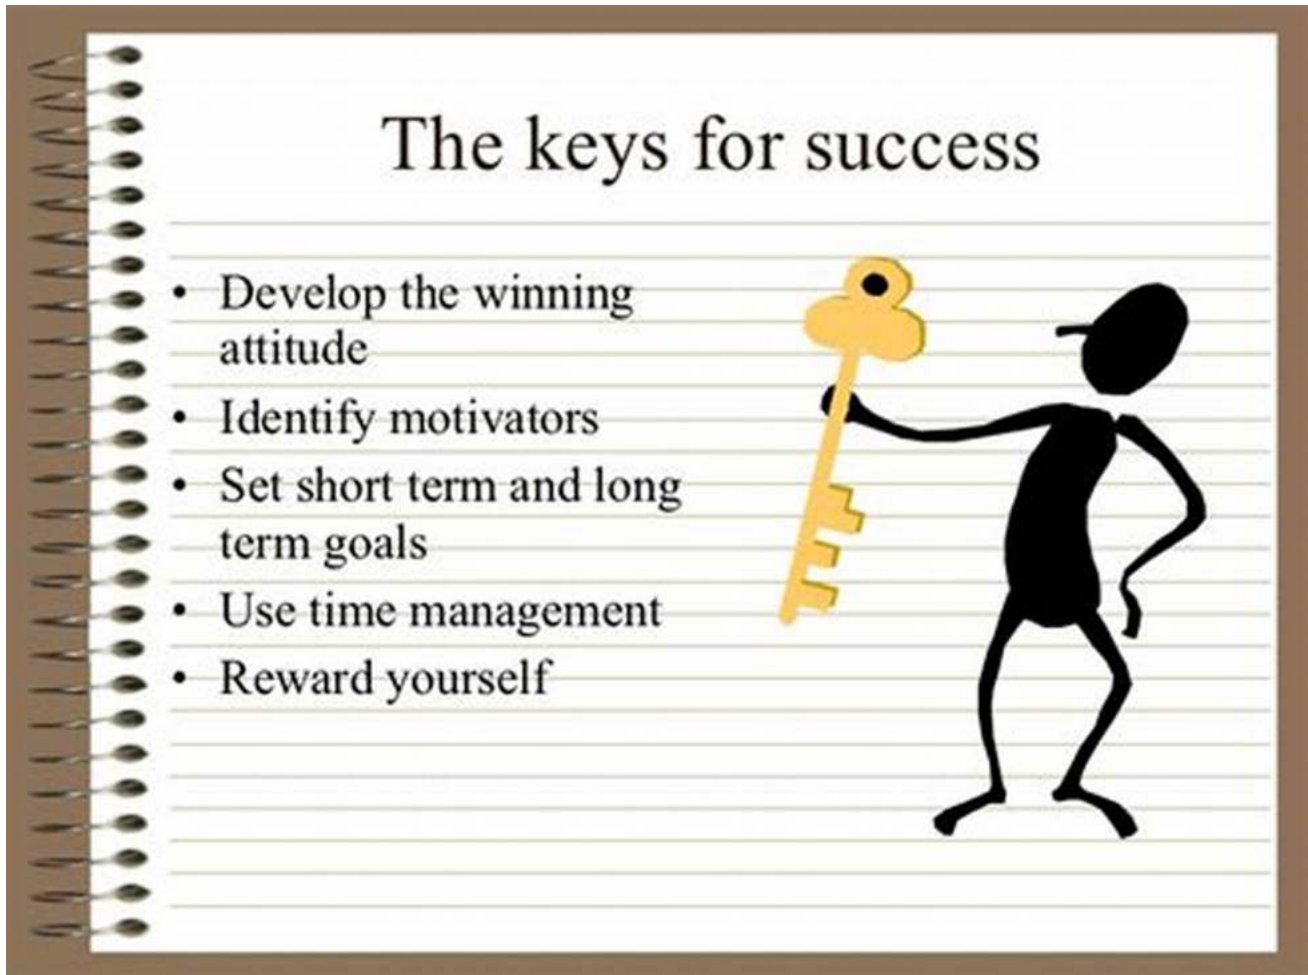 The keys for success
• Develop the winning
attitude
• Identify motivators
• Set short term and long
term goals
• Use time management
• Reward yourself